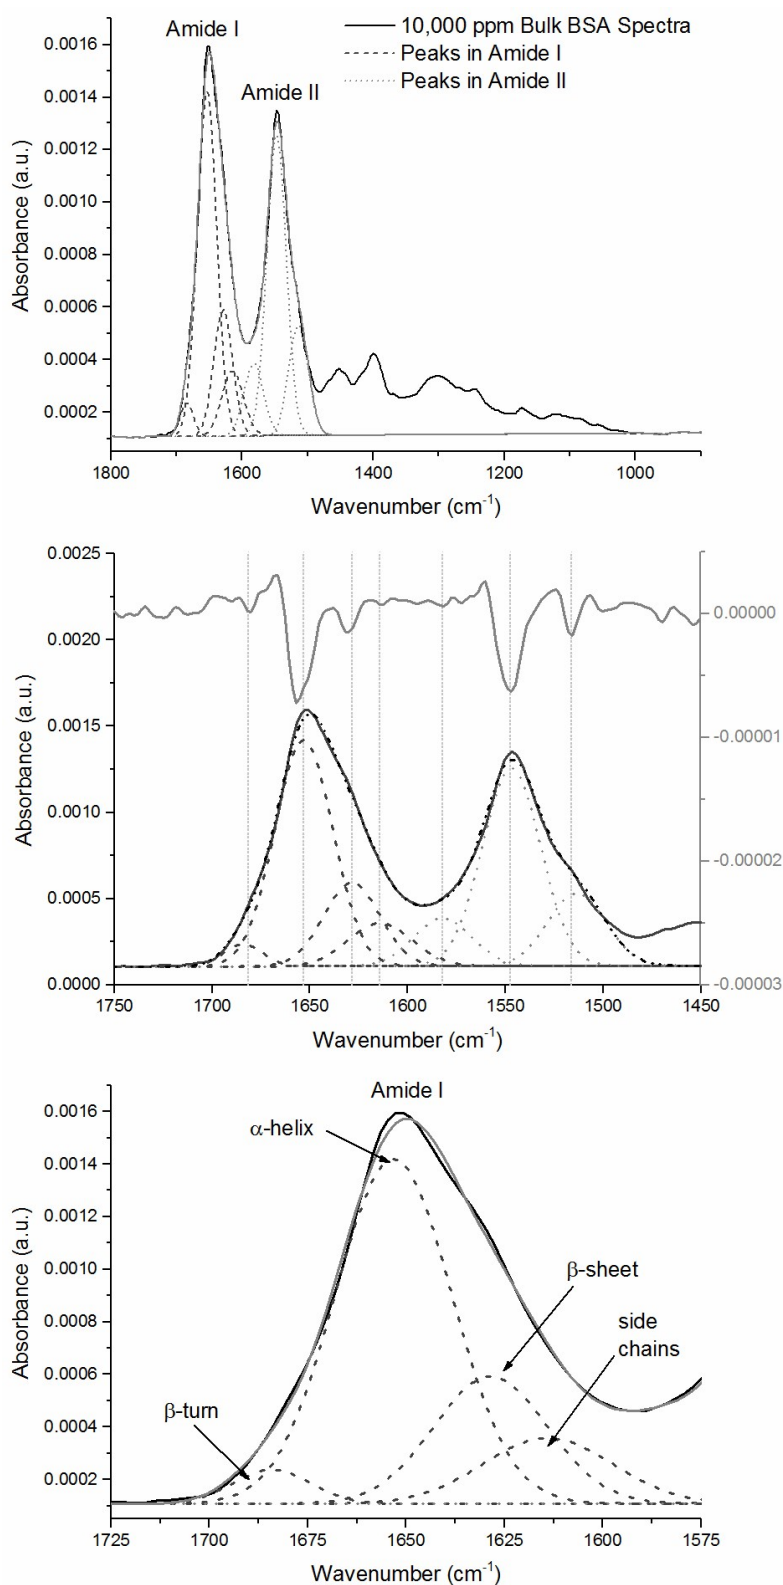 Amide I
10,000 ppm Bulk BSA Spectra
Peaks in Amide I
Peaks in Amide II
Amide II
0.0016
0.0014
0.0012
0.0010
0.0008
0.0006
0.0004
0.0002
Absorbance (a.u.)
1800 1600 1400 1200 1000
Wavenumber (cm⁻¹)
0.0025
0.0020
0.0015
0.0010
0.0005
0.0000
Absorbance (a.u.)
0.00000
-0.00001
-0.00002
-0.00003
1750 1700 1650 1600 1550 1500 1450
Wavenumber (cm⁻¹)
Amide I
0.0016
0.0014
0.0012
0.0010
0.0008
0.0006
0.0004
0.0002
Absorbance (a.u.)
α-helix
β-sheet
side
chains
β-turn
1725 1700 1675 1650 1625 1600 1575
Wavenumber (cm⁻¹)